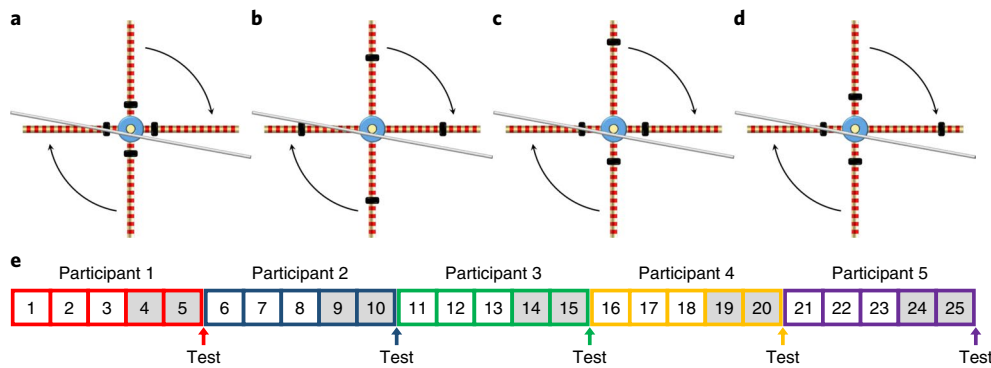 a b c d
e
Participant 1 Participant 2 Participant 3 Participant 4 Participant 5
1 2 3 4 5 6 7 8 9 10 11 12 13 14 15 16 17 18 19 20 21 22 23 24 25
Test Test Test Test Test